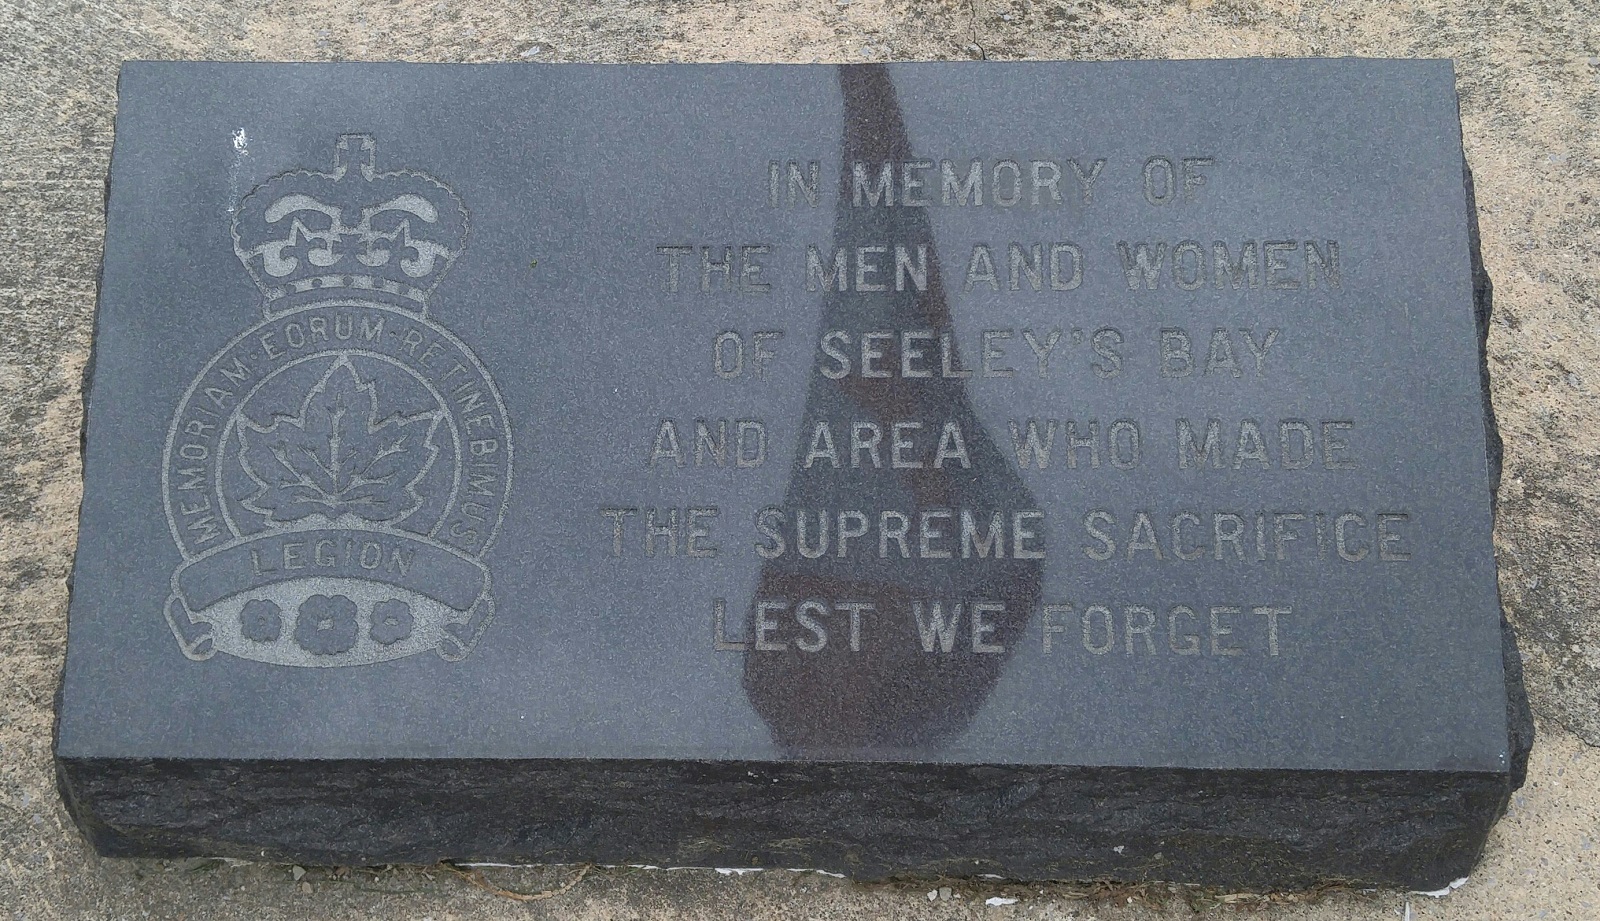 MEMORIAM·EORUM·RETINEBIMUS
LEGION
IN MEMORY OF
THE MEN AND WOMEN
OF SEELEY'S BAY
AND AREA WHO MADE
THE SUPREME SACRIFICE
LEST WE FORGET